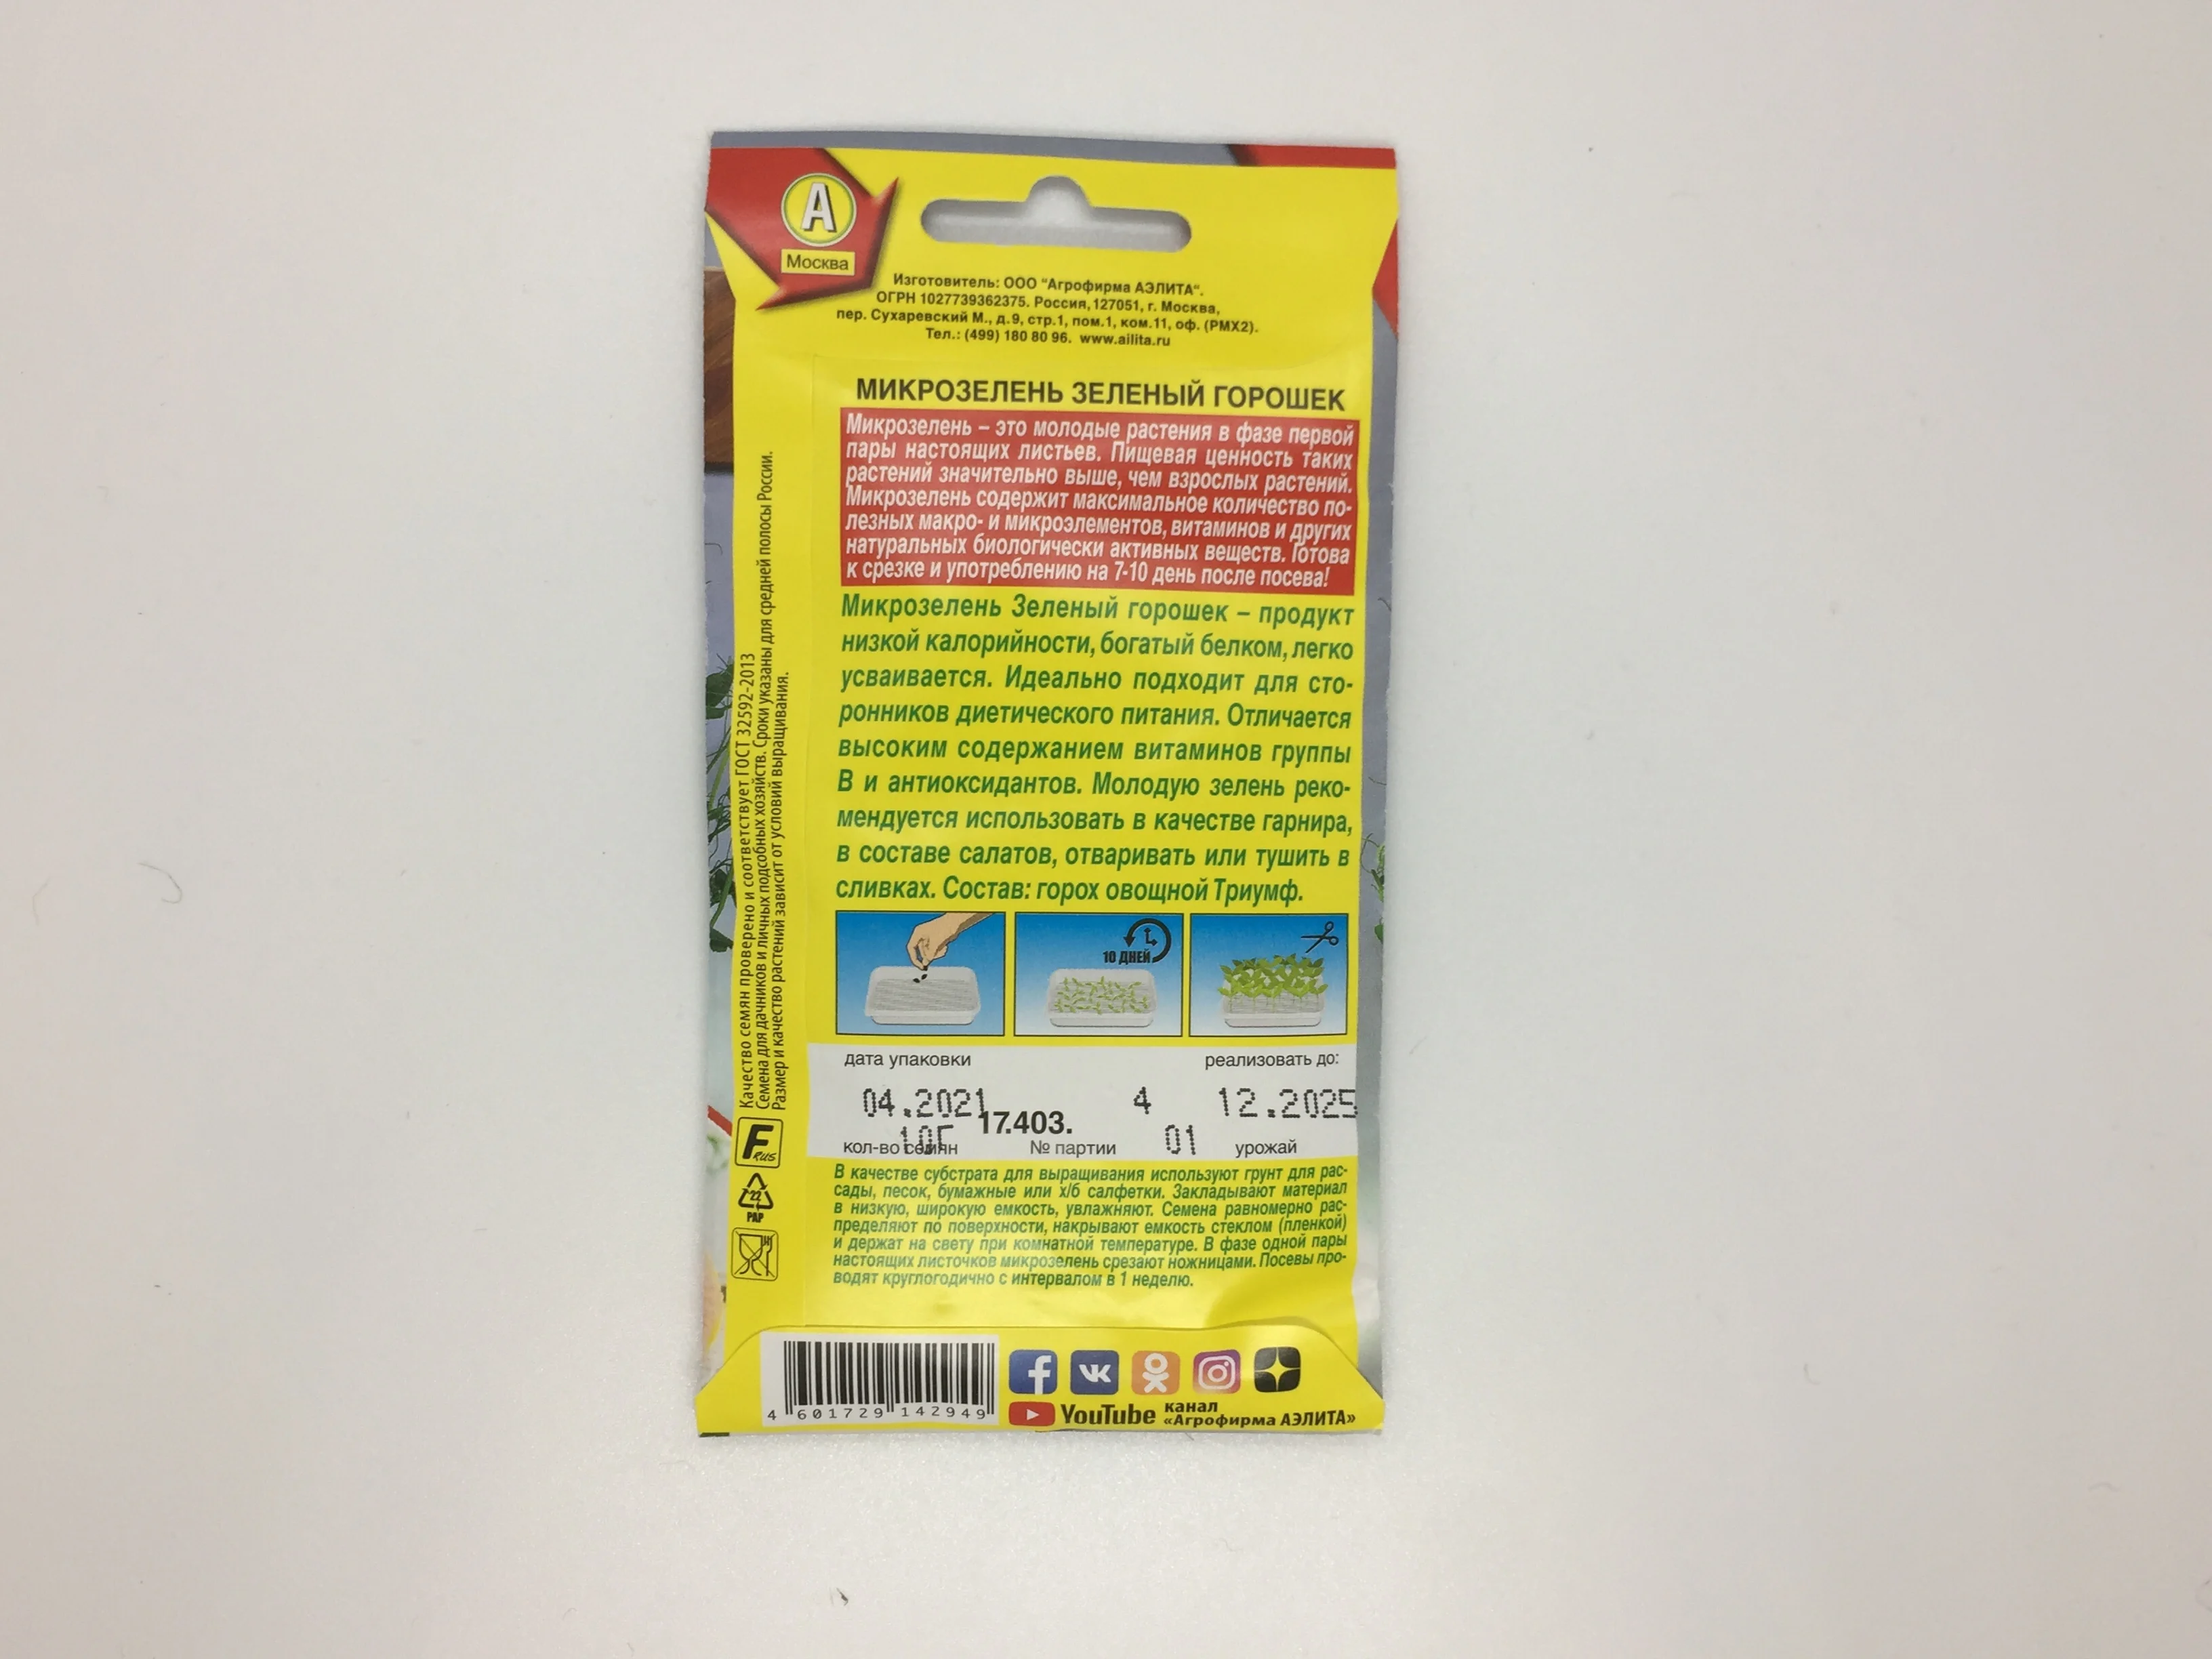 А
Москва
Изготовитель: ООО "Агрофирма АЭЛИТА".
ОГРН 1027739362375. Россия, 127051, г. Москва,
пер. Сухаревский М., д.9, стр.1, пом.1, ком.11, оф. (РМХ2).
Тел.: (499) 180 80 96. www.ailita.ru
МИКРОЗЕЛЕНЬ ЗЕЛЕНЫЙ ГОРОШЕК
Микрозелень – это молодые растения в фазе первой
пары настоящих листьев. Пищевая ценность таких
растений значительно выше, чем взрослых растений.
Микрозелень содержит максимальное количество по-
лезных макро- и микроэлементов, витаминов и других
натуральных биологически активных веществ. Готова
к срезке и употреблению на 7-10 день после посева!
Микрозелень Зеленый горошек – продукт
низкой калорийности, богатый белком, легко
усваивается. Идеально подходит для сто-
ронников диетического питания. Отличается
высоким содержанием витаминов группы
В и антиоксидантов. Молодую зелень реко-
мендуется использовать в качестве гарнира,
в составе салатов, отваривать или тушить в
сливках. Состав: горох овощной Триумф.
10 ДНЕЙ
дата упаковки
реализовать до:
04.2021
4
12.2025
17.403.
10Г
01
кол-во семян
№ партии
урожай
В качестве субстрата для выращивания используют грунт для рас-
сады, песок, бумажные или х/б салфетки. Закладывают материал
в низкую, широкую емкость, увлажняют. Семена равномерно рас-
пределяют по поверхности, накрывают емкость стеклом (пленкой)
и держат на свету при комнатной температуре. В фазе одной пары
настоящих листочков микрозелень срезают ножницами. Посевы про-
водят круглогодично с интервалом в 1 неделю.
Качество семян проверено и соответствует ГОСТ 32592-2013
Семена для дачников и личных подсобных хозяйств. Сроки указаны для средней полосы России.
Размер и качество растений зависит от условий выращивания.
F RUS
22
PAP
4 601729 142949
YouTube
канал
«Агрофирма АЭЛИТА»